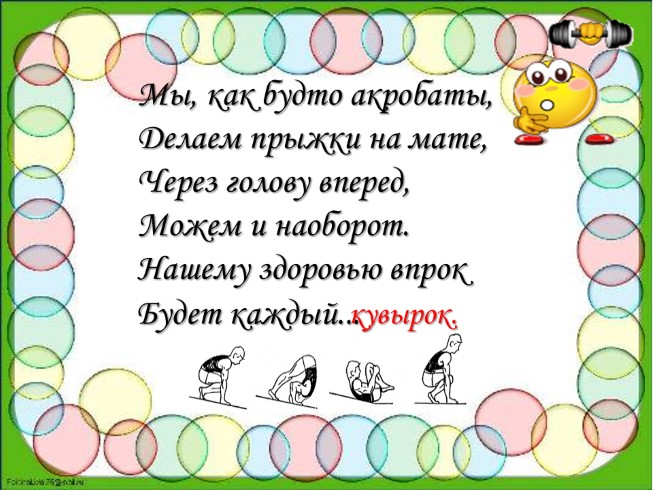 Мы, как будто акробаты,
Делаем прыжки на мате,
Через голову вперед,
Можем и наоборот.
Нашему здоровью впрок
Будет каждый...кувырок.